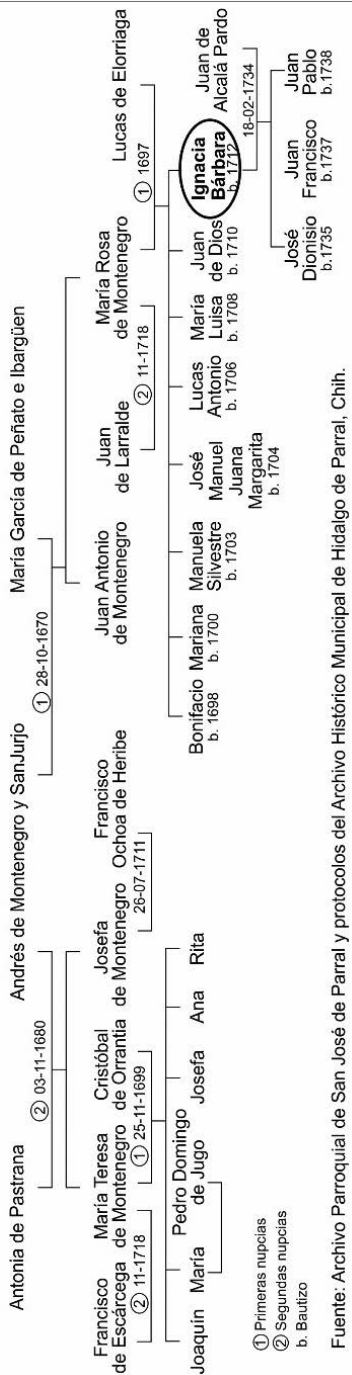 Antonia de Pastrana
Andrés de Montenegro y SanJurjo
María García de Peñato e Ibargüen
② 03-11-1680
① 28-10-1670
Francisco
de Escárcega
María Teresa
de Montenegro
Cristóbal
de Orrantia
Josefa
de Montenegro
Francisco
Ochoa de Heribe
Juan Antonio
de Montenegro
Juan
de Larralde
María Rosa
de Montenegro
Lucas de Elorriaga
② 11-1718
① 25-11-1699
26-07-1711
② 11-1718
① 1697
Joaquín
María
Pedro Domingo
de Jugo
Josefa
Ana
Rita
Bonifacio
b. 1698
Mariana
b. 1700
Manuela
Silvestre
b. 1703
José
Manuel
Juana
Margarita
b. 1704
Lucas
Antonio
b. 1706
María
Luisa
b. 1708
Juan
de Dios
b. 1710
Ignacia
Bárbara
b. 1712
Juan de
Alcalá Pardo
18-02-1734
José
Dionisio
b.1735
Juan
Francisco
b.1737
Juan
Pablo
b.1738
① Primeras nupcias
② Segundas nupcias
b. Bautizo
Fuente: Archivo Parroquial de San José de Parral y protocolos del Archivo Histórico Municipal de Hidalgo de Parral, Chih.